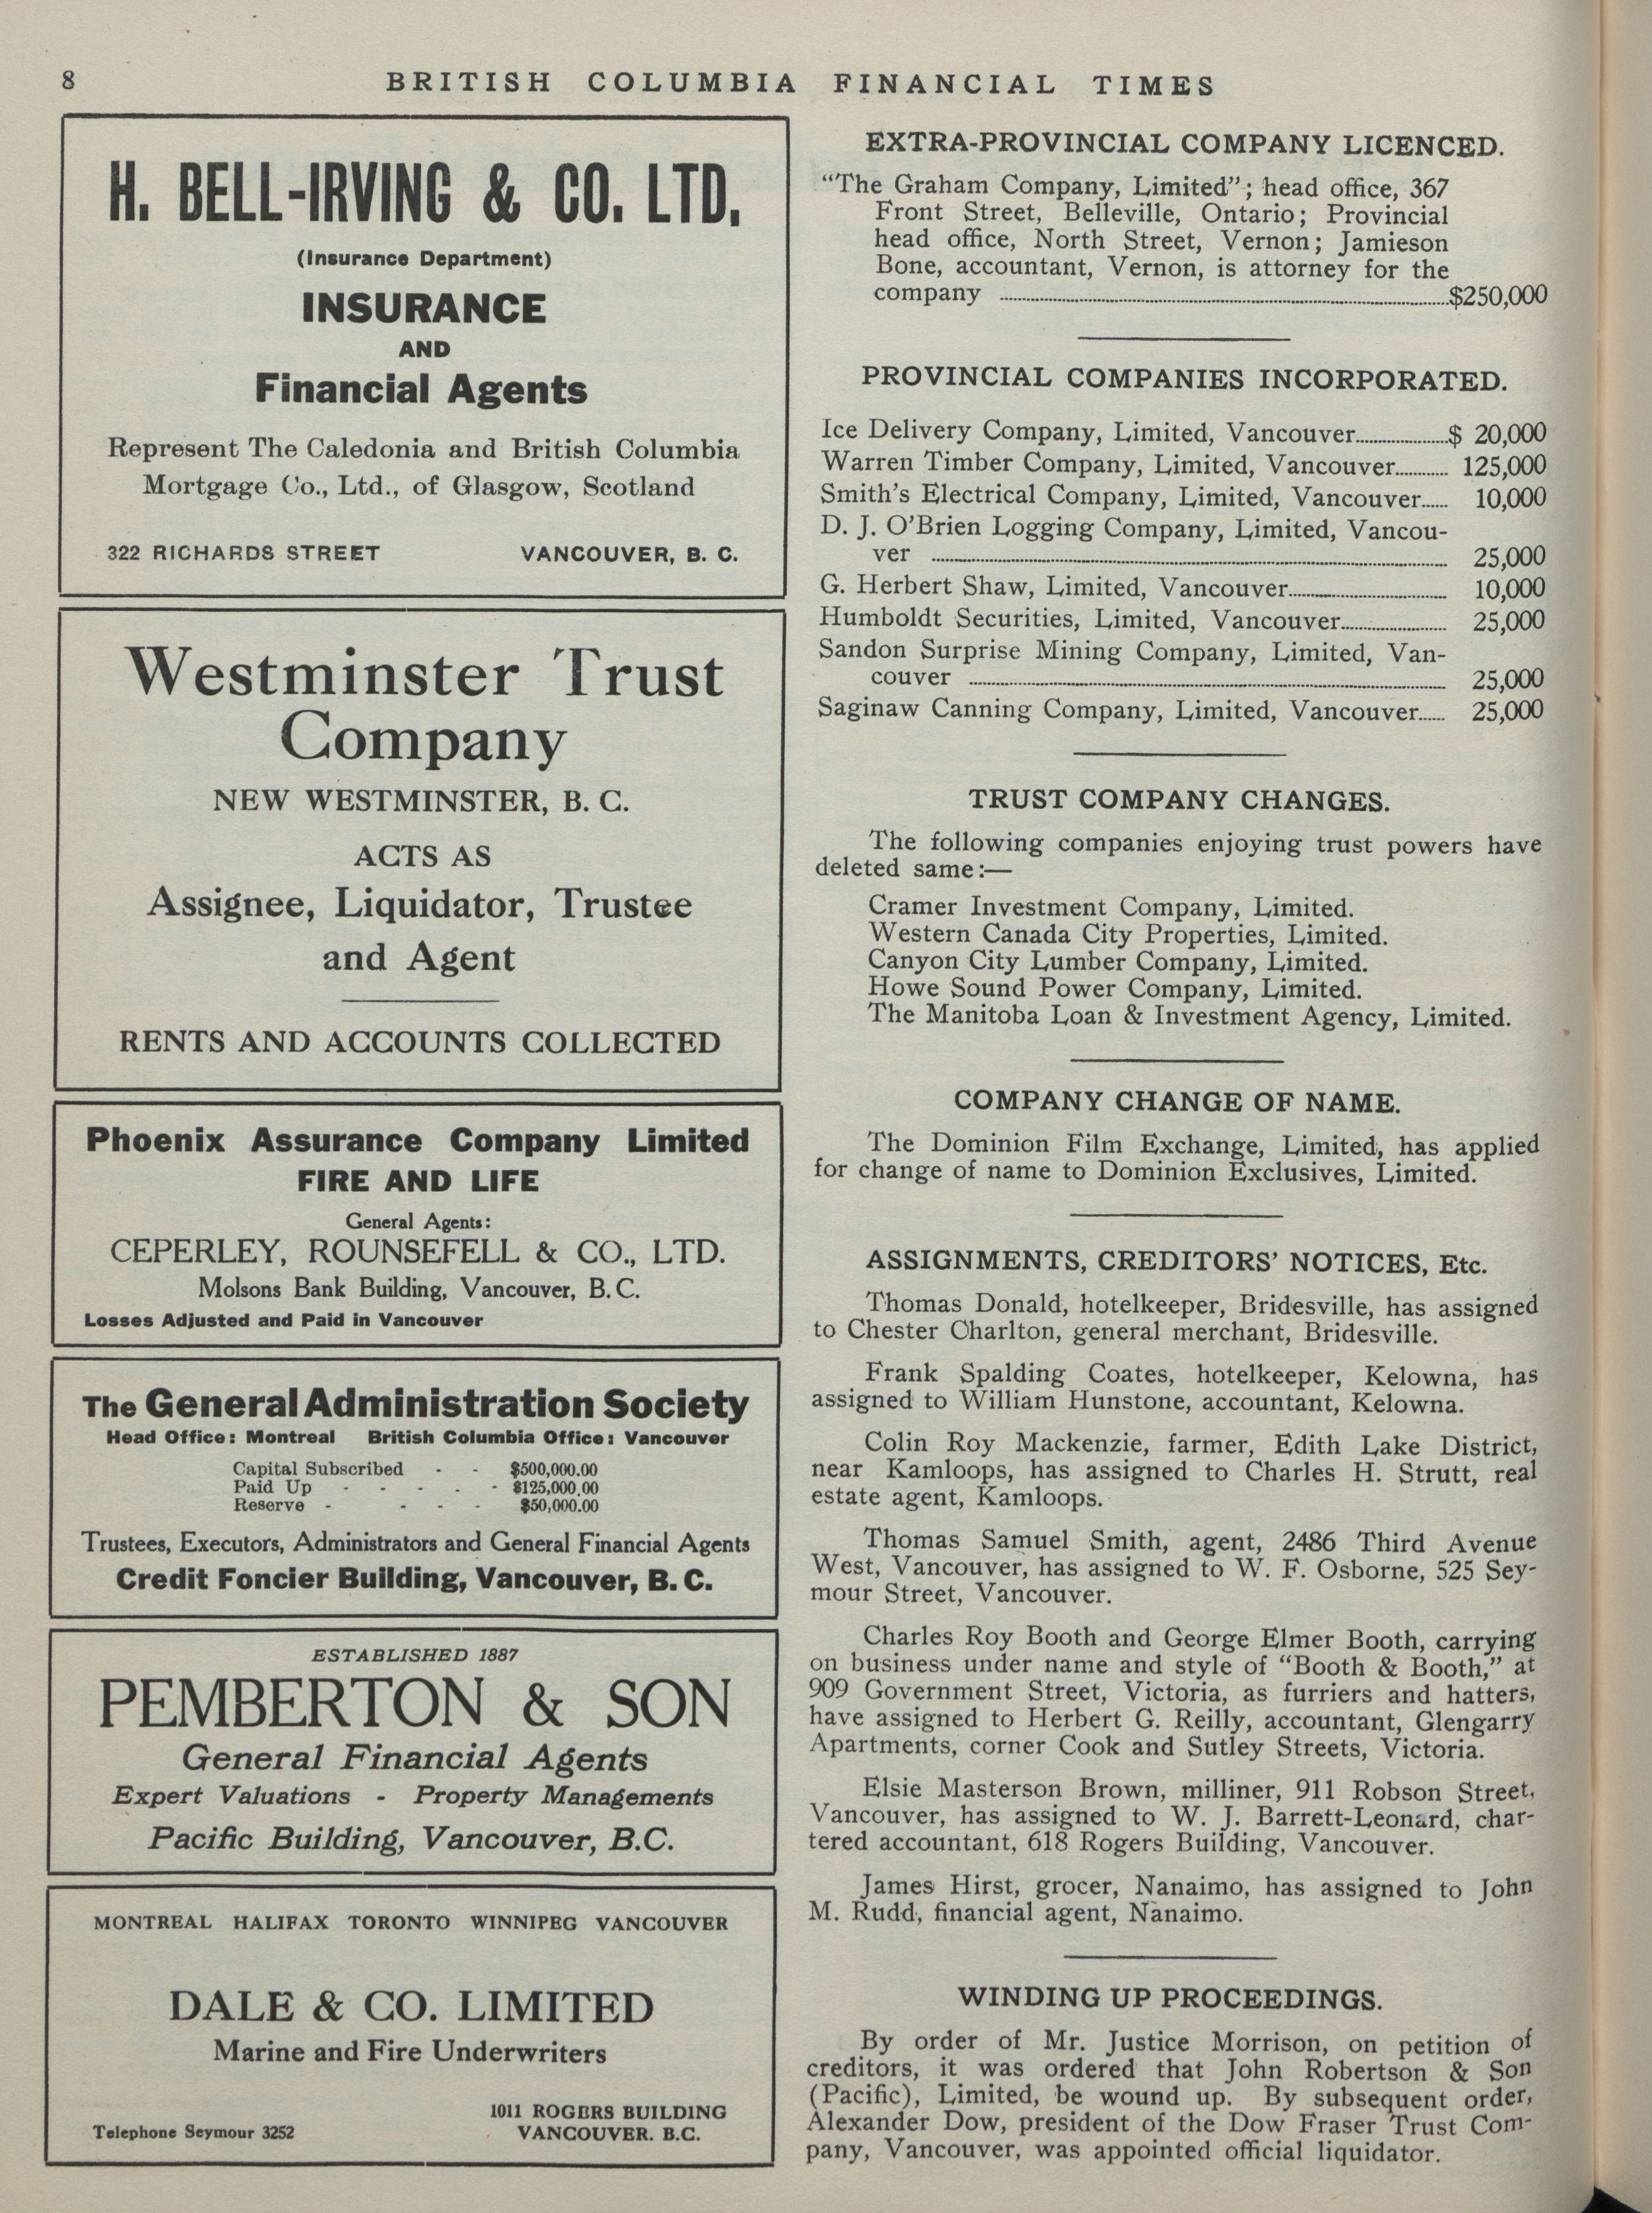 8
BRITISH COLUMBIA FINANCIAL TIMES
H. BELL-IRVING & CO. LTD.
(Insurance Department)
INSURANCE
AND
Financial Agents
Represent The Caledonia and British Columbia
Mortgage Co., Ltd., of Glasgow, Scotland
322 RICHARDS STREET VANCOUVER, B. C.
Westminster Trust
Company
NEW WESTMINSTER, B. C.
ACTS AS
Assignee, Liquidator, Trustee
and Agent
RENTS AND ACCOUNTS COLLECTED
Phoenix Assurance Company Limited
FIRE AND LIFE
General Agents:
CEPERLEY, ROUNSEFELL & CO., LTD.
Molsons Bank Building, Vancouver, B.C.
Losses Adjusted and Paid in Vancouver
The General Administration Society
Head Office: Montreal British Columbia Office: Vancouver
Capital Subscribed - - $500,000.00
Paid Up - - - - - $125,000.00
Reserve - - - - $50,000.00
Trustees, Executors, Administrators and General Financial Agents
Credit Foncier Building, Vancouver, B. C.
ESTABLISHED 1887
PEMBERTON & SON
General Financial Agents
Expert Valuations - Property Managements
Pacific Building, Vancouver, B.C.
MONTREAL HALIFAX TORONTO WINNIPEG VANCOUVER
DALE & CO. LIMITED
Marine and Fire Underwriters
1011 ROGERS BUILDING
Telephone Seymour 3252 VANCOUVER. B.C.
EXTRA-PROVINCIAL COMPANY LICENCED.
"The Graham Company, Limited"; head office, 367
Front Street, Belleville, Ontario; Provincial
head office, North Street, Vernon; Jamieson
Bone, accountant, Vernon, is attorney for the
company ........ $250,000
PROVINCIAL COMPANIES INCORPORATED.
Ice Delivery Company, Limited, Vancouver........ $ 20,000
Warren Timber Company, Limited, Vancouver........ 125,000
Smith's Electrical Company, Limited, Vancouver...... 10,000
D. J. O'Brien Logging Company, Limited, Vancou-
ver ........ 25,000
G. Herbert Shaw, Limited, Vancouver........ 10,000
Humboldt Securities, Limited, Vancouver........ 25,000
Sandon Surprise Mining Company, Limited, Van-
couver ........ 25,000
Saginaw Canning Company, Limited, Vancouver...... 25,000
TRUST COMPANY CHANGES.
The following companies enjoying trust powers have
deleted same:—
Cramer Investment Company, Limited.
Western Canada City Properties, Limited.
Canyon City Lumber Company, Limited.
Howe Sound Power Company, Limited.
The Manitoba Loan & Investment Agency, Limited.
COMPANY CHANGE OF NAME.
The Dominion Film Exchange, Limited, has applied
for change of name to Dominion Exclusives, Limited.
ASSIGNMENTS, CREDITORS' NOTICES, Etc.
Thomas Donald, hotelkeeper, Bridesville, has assigned
to Chester Charlton, general merchant, Bridesville.
Frank Spalding Coates, hotelkeeper, Kelowna, has
assigned to William Hunstone, accountant, Kelowna.
Colin Roy Mackenzie, farmer, Edith Lake District,
near Kamloops, has assigned to Charles H. Strutt, real
estate agent, Kamloops.
Thomas Samuel Smith, agent, 2486 Third Avenue
West, Vancouver, has assigned to W. F. Osborne, 525 Sey-
mour Street, Vancouver.
Charles Roy Booth and George Elmer Booth, carrying
on business under name and style of "Booth & Booth," at
909 Government Street, Victoria, as furriers and hatters,
have assigned to Herbert G. Reilly, accountant, Glengarry
Apartments, corner Cook and Sutley Streets, Victoria.
Elsie Masterson Brown, milliner, 911 Robson Street,
Vancouver, has assigned to W. J. Barrett-Leonard, char-
tered accountant, 618 Rogers Building, Vancouver.
James Hirst, grocer, Nanaimo, has assigned to John
M. Rudd, financial agent, Nanaimo.
WINDING UP PROCEEDINGS.
By order of Mr. Justice Morrison, on petition of
creditors, it was ordered that John Robertson & Son
(Pacific), Limited, be wound up. By subsequent order,
Alexander Dow, president of the Dow Fraser Trust Com-
pany, Vancouver, was appointed official liquidator.